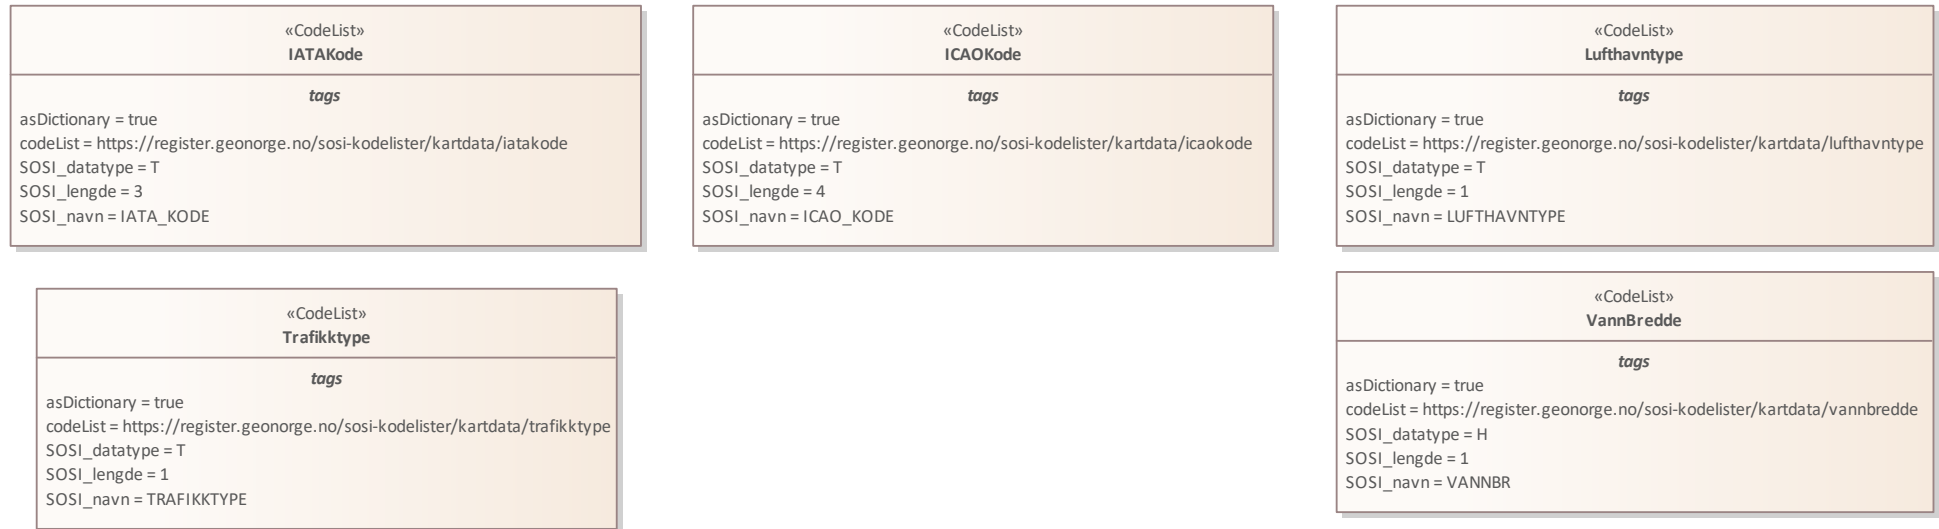 «CodeList»
IATAKode
tags
asDictionary = true
codeList = https://register.geonorge.no/sosi-kodelister/kartdata/iatakode
SOSI_datatype = T
SOSI_lengde = 3
SOSI_navn = IATA_KODE
«CodeList»
ICAOKode
tags
asDictionary = true
codeList = https://register.geonorge.no/sosi-kodelister/kartdata/icaokode
SOSI_datatype = T
SOSI_lengde = 4
SOSI_navn = ICAO_KODE
«CodeList»
Lufthavntype
tags
asDictionary = true
codeList = https://register.geonorge.no/sosi-kodelister/kartdata/lufthavntype
SOSI_datatype = T
SOSI_lengde = 1
SOSI_navn = LUFTHAVNTYPE
«CodeList»
Trafikktype
tags
asDictionary = true
codeList = https://register.geonorge.no/sosi-kodelister/kartdata/trafikktype
SOSI_datatype = T
SOSI_lengde = 1
SOSI_navn = TRAFIKKTYPE
«CodeList»
VannBredde
tags
asDictionary = true
codeList = https://register.geonorge.no/sosi-kodelister/kartdata/vannbredde
SOSI_datatype = H
SOSI_lengde = 1
SOSI_navn = VANNBR